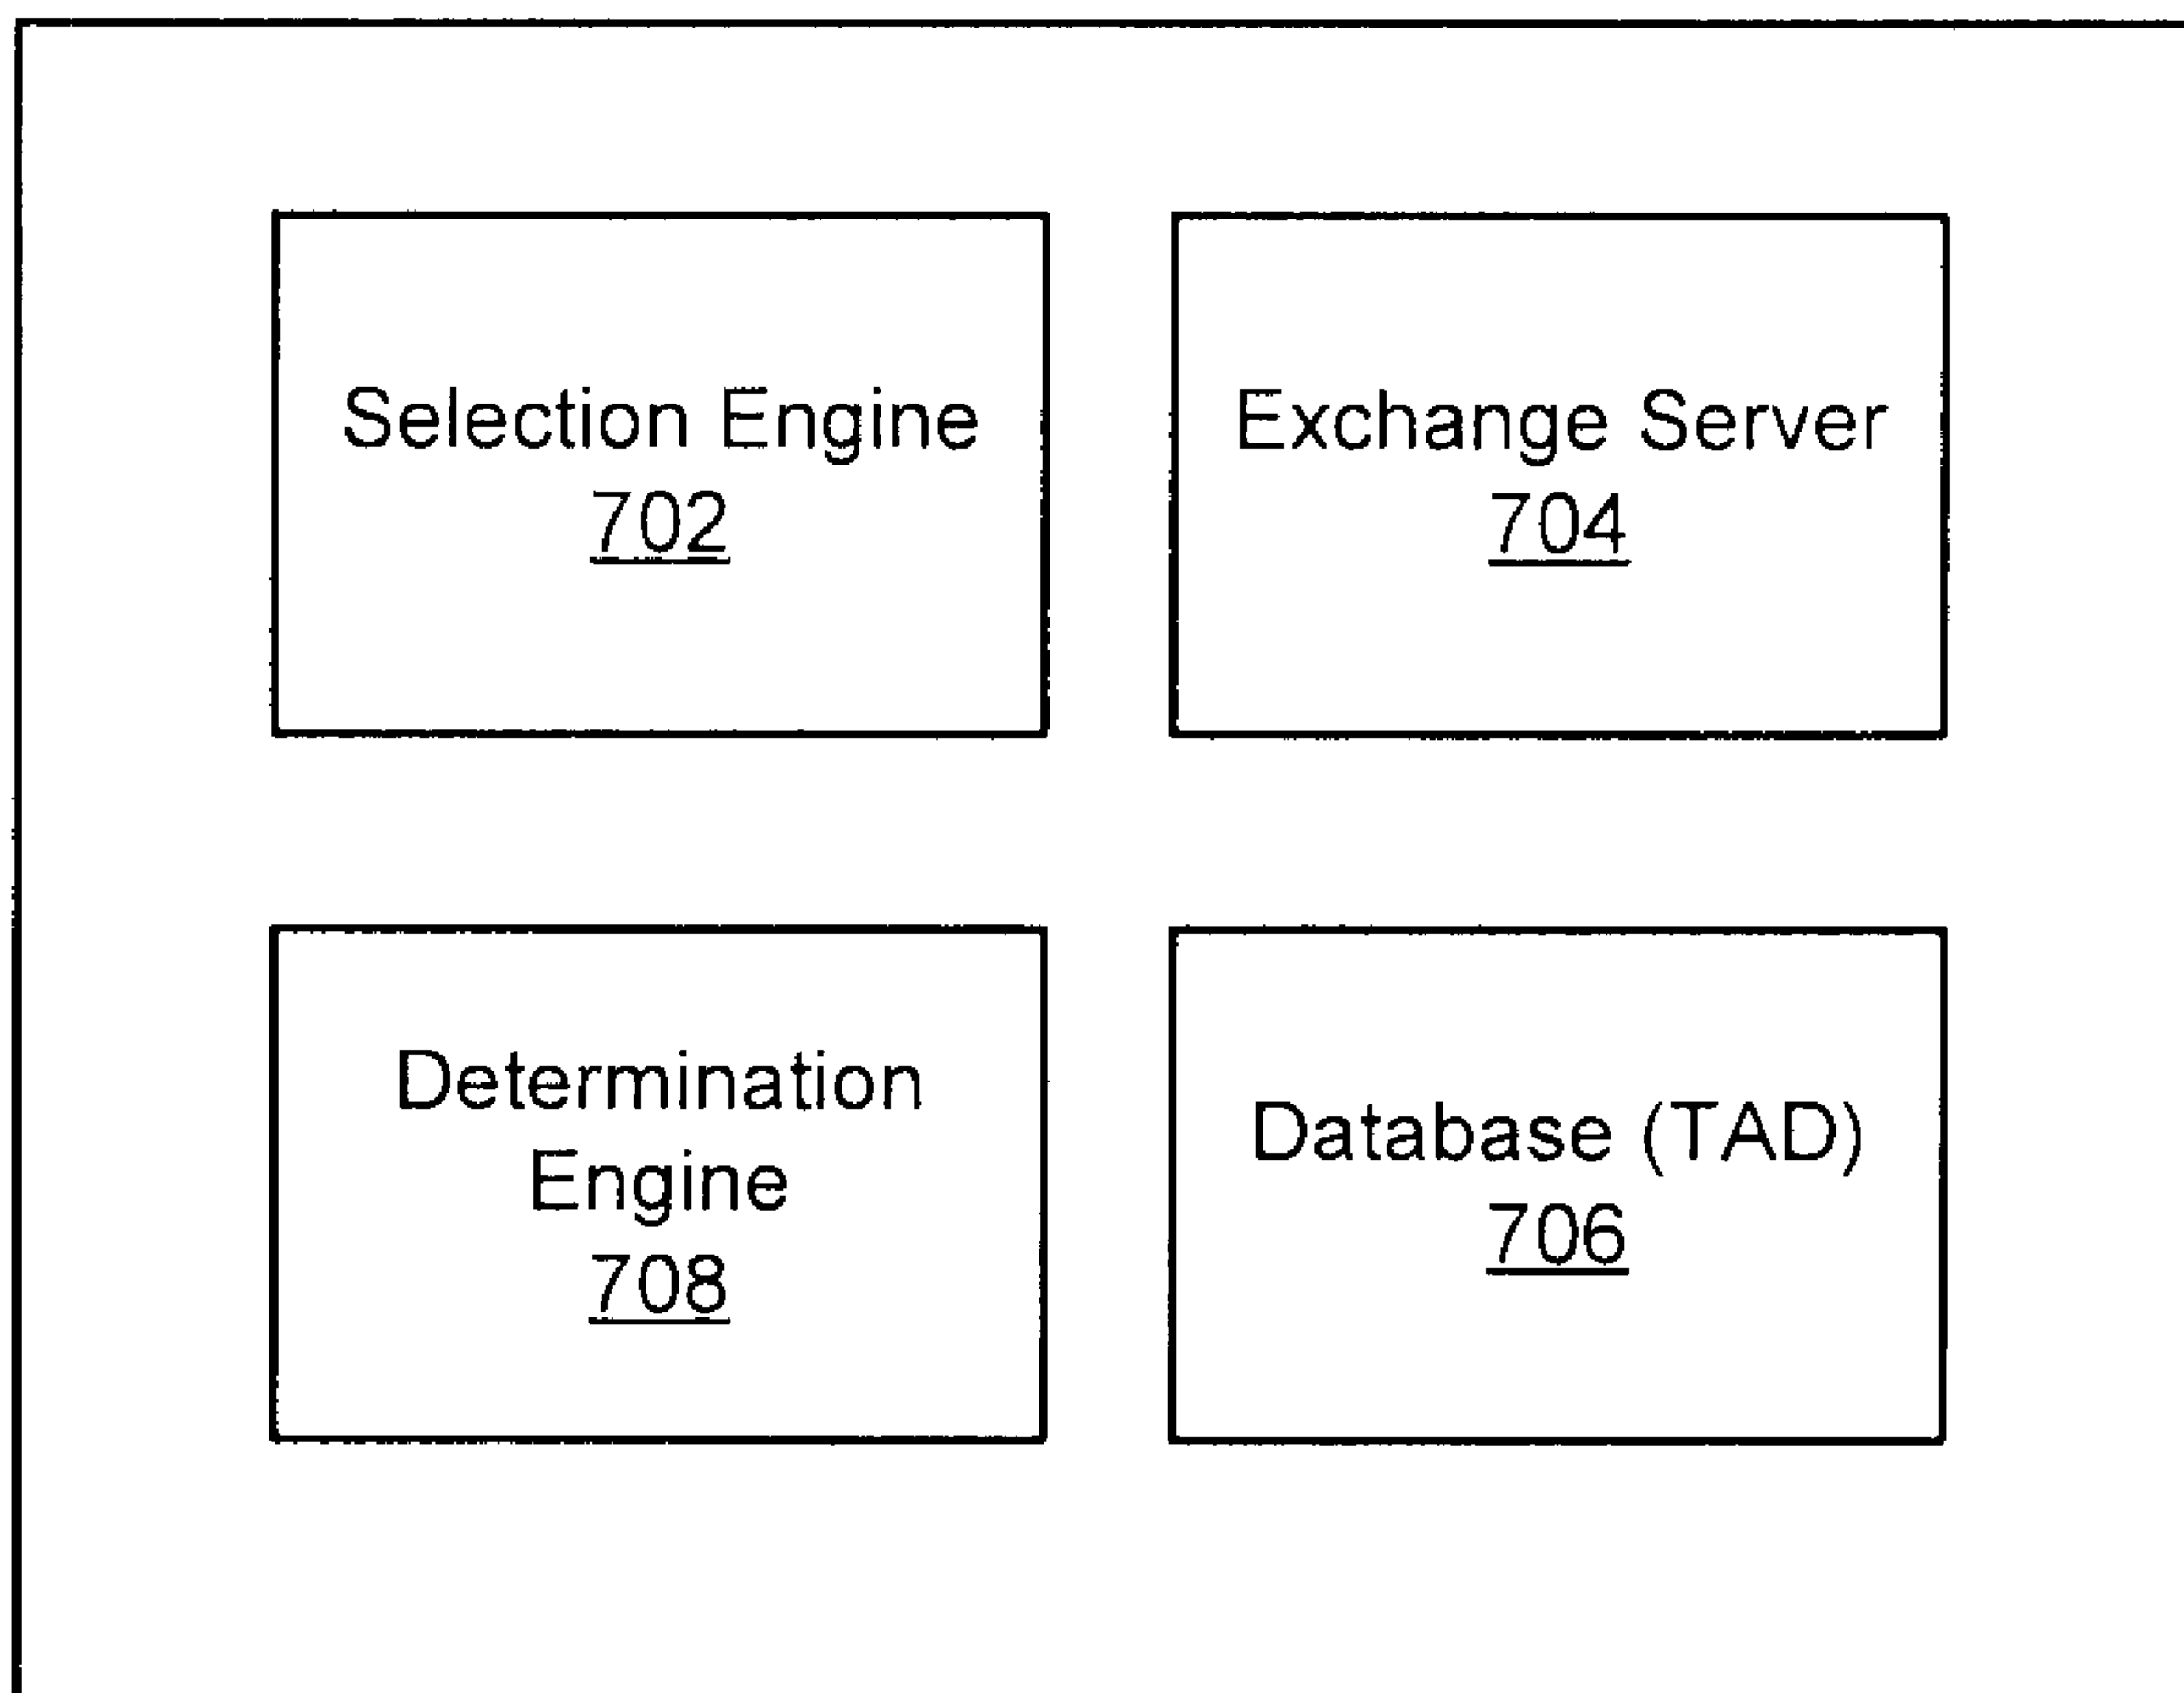 Selection Engine
702
Exchange Server
704
Determination
Engine
708
Database (TAD)
706